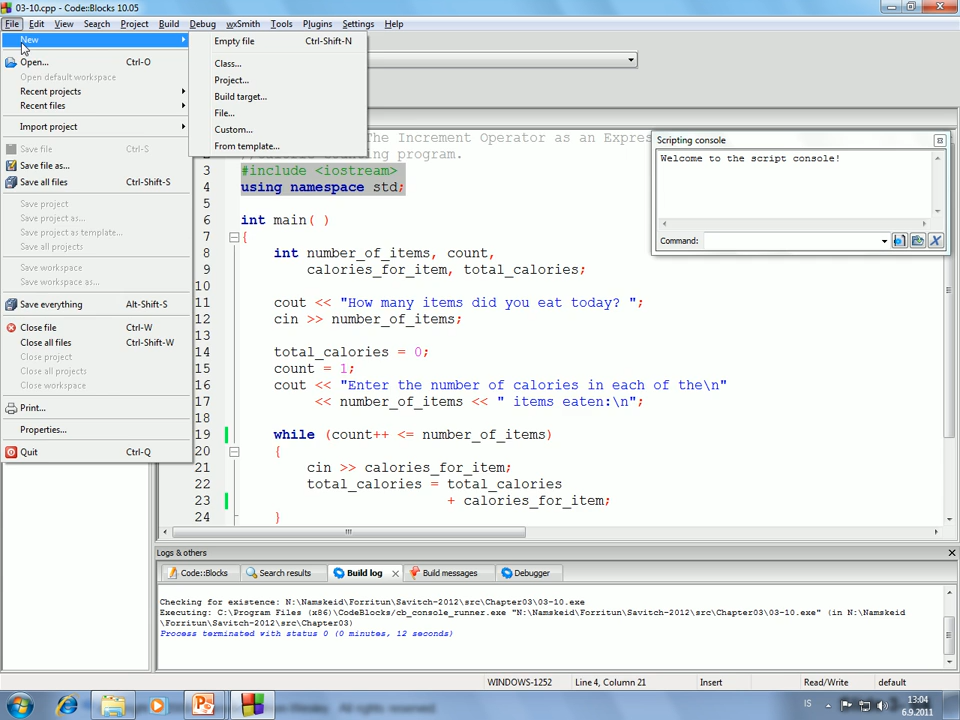 03-10.cpp - Code::Blocks 10.05
File Edit View Search Project Build Debug wxSmith Tools Plugins Settings Help
New
Open... Ctrl-O
Open default workspace
Recent projects
Recent files
Import project
Save file Ctrl-S
Save file as...
Save all files Ctrl-Shift-S
Save project
Save project as...
Save project as template...
Save all projects
Save workspace
Save workspace as...
Save everything Alt-Shift-S
Close file Ctrl-W
Close all files Ctrl-Shift-W
Close project
Close all projects
Close workspace
Print...
Properties...
Quit Ctrl-Q
Empty file Ctrl-Shift-N
Class...
Project...
Build target...
File...
Custom...
From template...
The Increment Operator as an Expres
program.
3 #include <iostream>
4 using namespace std;
5
6 int main( )
7 {
8 int number_of_items, count,
9 calories_for_item, total_calories;
10
11 cout << "How many items did you eat today? ";
12 cin >> number_of_items;
13
14 total_calories = 0;
15 count = 1;
16 cout << "Enter the number of calories in each of the\n"
17 << number_of_items << " items eaten:\n";
18
19 while (count++ <= number_of_items)
20 {
21 cin >> calories_for_item;
22 total_calories = total_calories
23 + calories_for_item;
24 }
Scripting console
Welcome to the script console!
Command:
Logs & others
Code::Blocks Search results Build log Build messages Debugger
Checking for existence: N:\Namskeid\Forritun\Savitch-2012\src\Chapter03\03-10.exe
Executing: C:\Program Files (x86)\CodeBlocks/cb_console_runner.exe "N:\Namskeid\Forritun\Savitch-2012\src\Chapter03\03-10.exe" (in N:\Namskeid
\Forritun\Savitch-2012\src\Chapter03)
Process terminated with status 0 (0 minutes, 12 seconds)
WINDOWS-1252 Line 4, Column 21 Insert Read/Write default
IS 13:04
6.9.2011